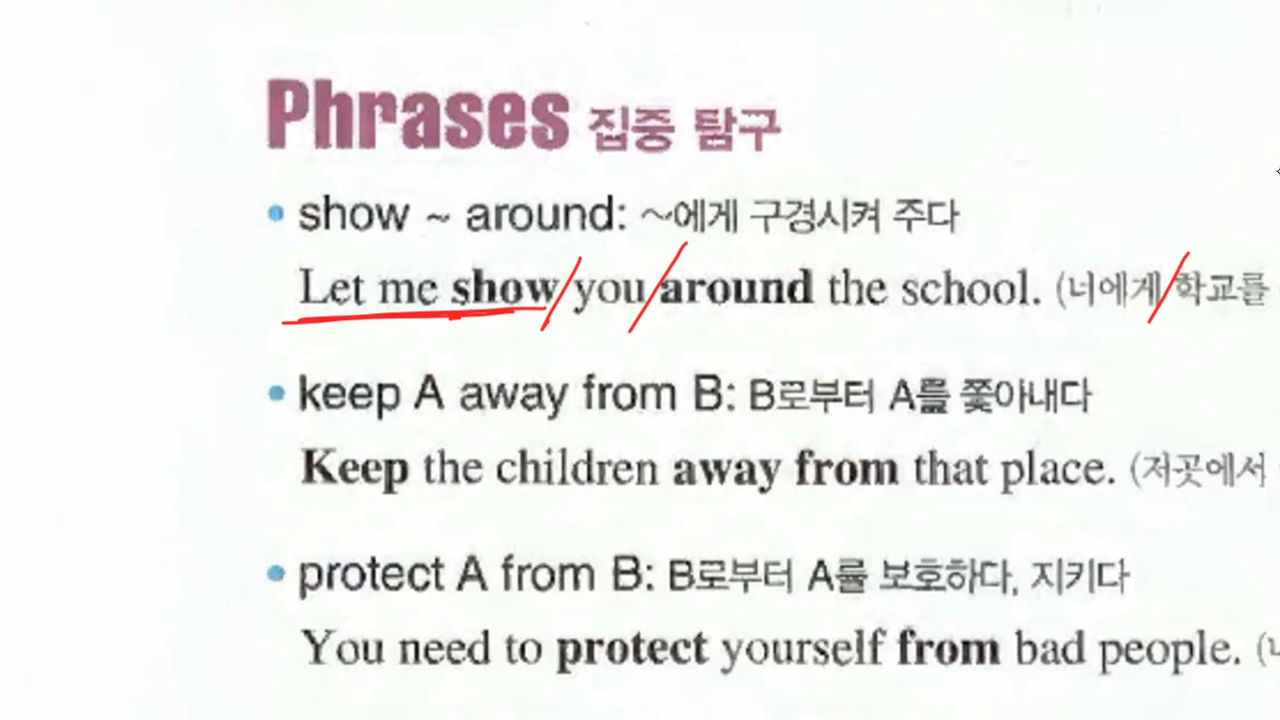 Phrases 집중 탐구
• show ~ around: ~에게 구경시켜 주다
Let me show you around the school. (너에게 학교를
• keep A away from B: B로부터 A를 쫓아내다
Keep the children away from that place. (저곳에서
• protect A from B: B로부터 A를 보호하다, 지키다
You need to protect yourself from bad people. (